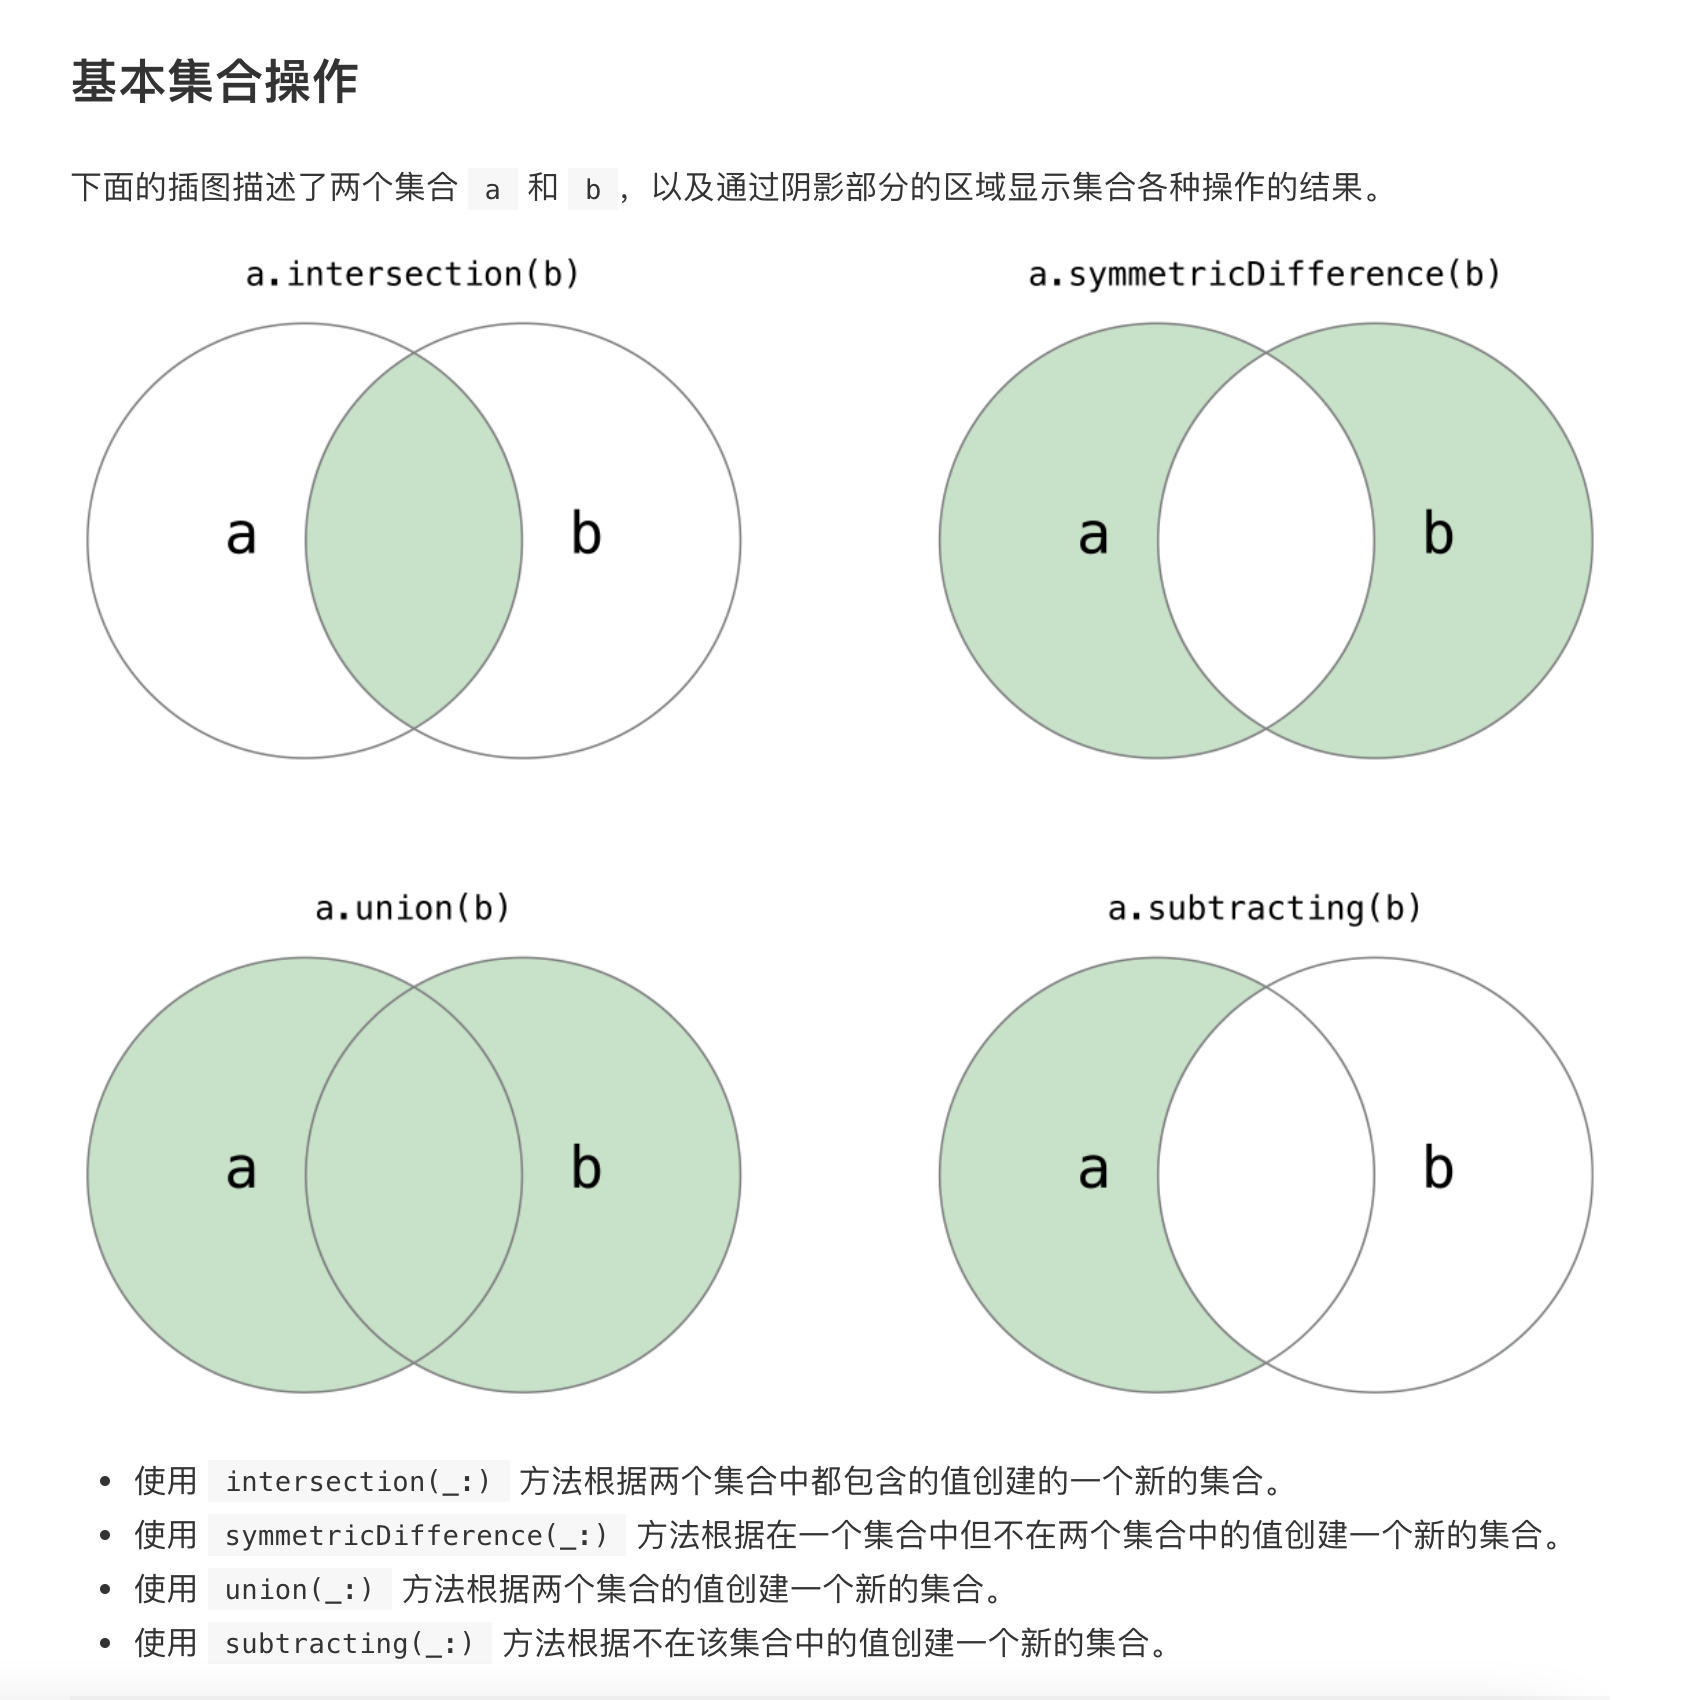 基本集合操作
下面的插图描述了两个集合 a 和 b，以及通过阴影部分的区域显示集合各种操作的结果。
a.intersection(b)
a.symmetricDifference(b)
a
b
a
b
a.union(b)
a.subtracting(b)
a
b
a
b
• 使用 intersection(_:) 方法根据两个集合中都包含的值创建的一个新的集合。
• 使用 symmetricDifference(_:) 方法根据在一个集合中但不在两个集合中的值创建一个新的集合。
• 使用 union(_:) 方法根据两个集合的值创建一个新的集合。
• 使用 subtracting(_:) 方法根据不在该集合中的值创建一个新的集合。